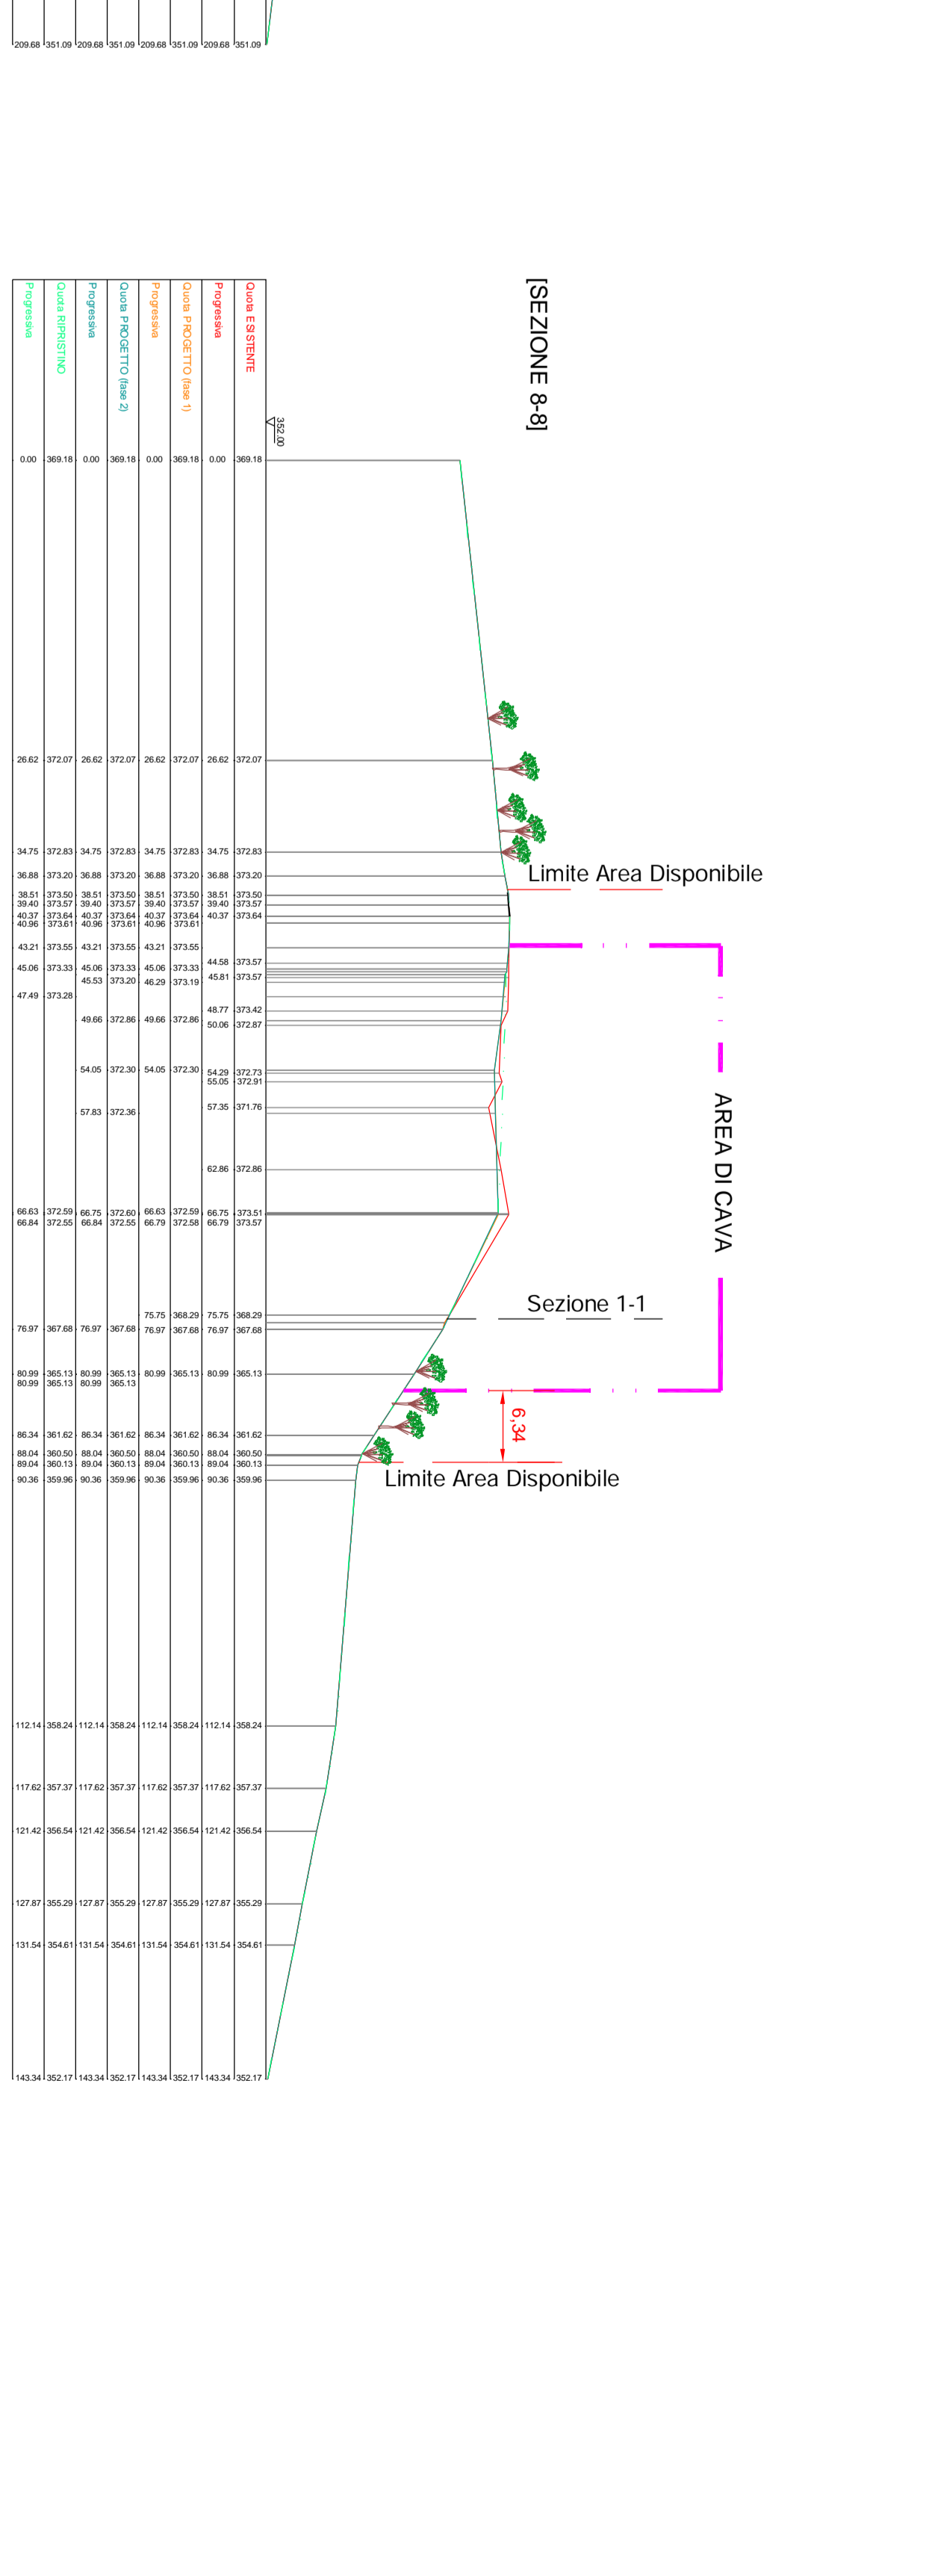 209.68 351.09 209.68 351.09 209.68 351.09 209.68 351.09
[SEZIONE 8-8]
Quota ESISTENTE
Progressiva
Quota PROGETTO (fase 1)
Progressiva
Quota PROGETTO (fase 2)
Progressiva
Quota RIPRISTINO
Progressiva
352.00
0.00 369.18 0.00 369.18 0.00 369.18 0.00 369.18
26.62 372.07 26.62 372.07 26.62 372.07 26.62 372.07
34.75 372.83 34.75 372.83 34.75 372.83 34.75 372.83
Limite Area Disponibile
36.88 373.20 36.88 373.20 36.88 373.20 36.88 373.20
38.51 373.50 38.51 373.50 38.51 373.50 38.51 373.50
39.40 373.57 39.40 373.57 39.40 373.57 39.40 373.57
40.37 373.64 40.37 373.64 40.37 373.64 40.37 373.64
40.96 373.61 40.96 373.61 40.96 373.61
43.21 373.55 43.21 373.55 43.21 373.55
44.58 373.57
45.06 373.33 45.06 373.33 45.06 373.33
45.81 373.57
45.53 373.20 46.29 373.19
47.49 373.28
48.77 373.42
49.66 372.86 49.66 372.86
50.06 372.87
54.05 372.30 54.05 372.30
54.29 372.73
55.05 372.91
57.35 371.76
57.83 372.36
AREA DI CAVA
62.86 372.86
66.63 372.59 66.75 372.60 66.63 372.59 66.75 373.51
66.84 372.55 66.84 372.55 66.79 372.58 66.79 373.57
Sezione 1-1
75.75 368.29 75.75 368.29
76.97 367.68 76.97 367.68 76.97 367.68 76.97 367.68
80.99 365.13 80.99 365.13 80.99 365.13 80.99 365.13
80.99 365.13 80.99 365.13
6,34
86.34 361.62 86.34 361.62 86.34 361.62 86.34 361.62
88.04 360.50 88.04 360.50 88.04 360.50 88.04 360.50
89.04 360.13 89.04 360.13 89.04 360.13 89.04 360.13
Limite Area Disponibile
90.36 359.96 90.36 359.96 90.36 359.96 90.36 359.96
112.14 358.24 112.14 358.24 112.14 358.24 112.14 358.24
117.62 357.37 117.62 357.37 117.62 357.37 117.62 357.37
121.42 356.54 121.42 356.54 121.42 356.54 121.42 356.54
127.87 355.29 127.87 355.29 127.87 355.29 127.87 355.29
131.54 354.61 131.54 354.61 131.54 354.61 131.54 354.61
143.34 352.17 143.34 352.17 143.34 352.17 143.34 352.17